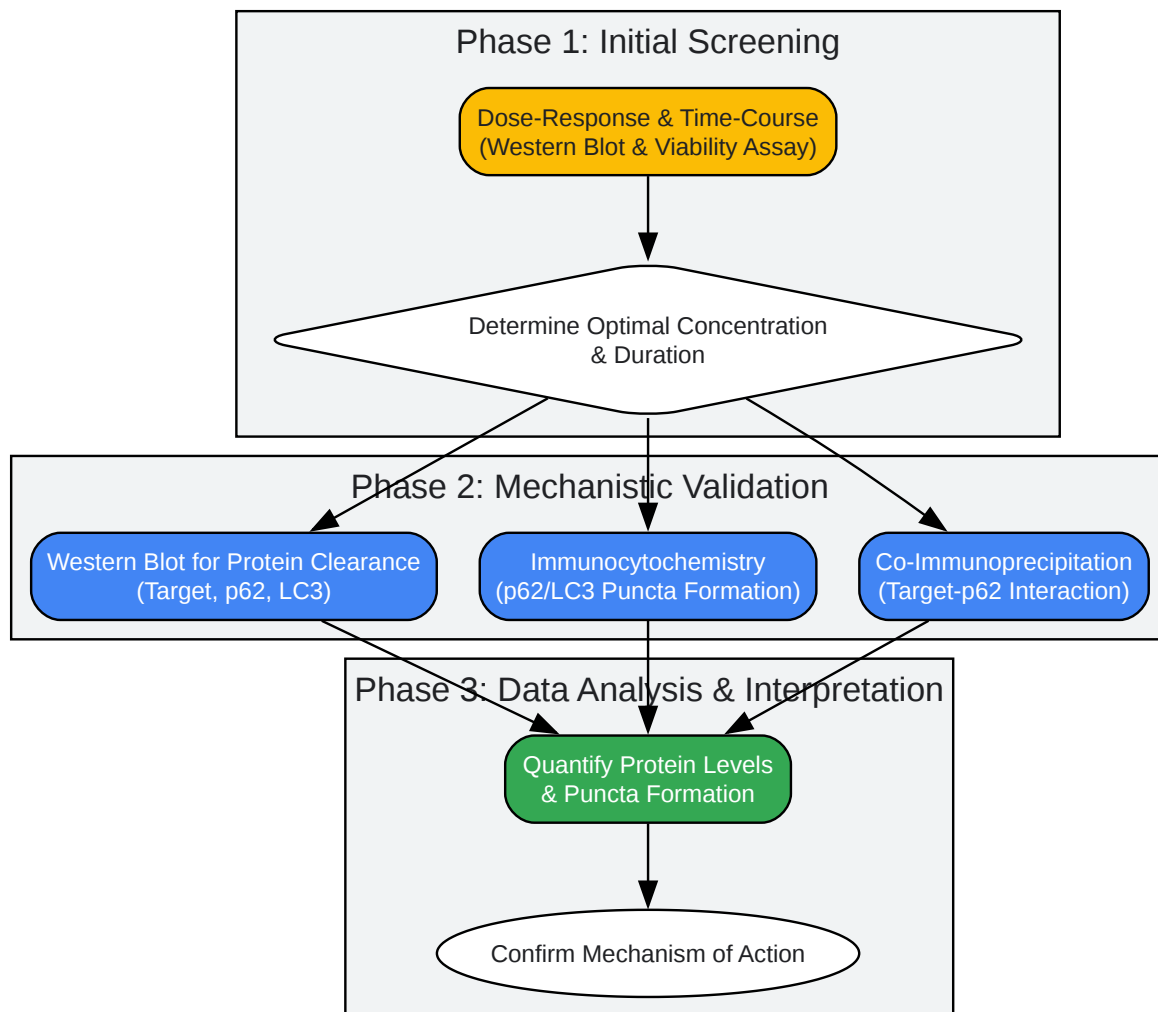 Phase 1: Initial Screening
Dose-Response & Time-Course
(Western Blot & Viability Assay)
Determine Optimal Concentration
& Duration
Phase 2: Mechanistic Validation
Western Blot for Protein Clearance
(Target, p62, LC3)
Immunocytochemistry
(p62/LC3 Puncta Formation)
Co-Immunoprecipitation
(Target-p62 Interaction)
Phase 3: Data Analysis & Interpretation
Quantify Protein Levels
& Puncta Formation
Confirm Mechanism of Action